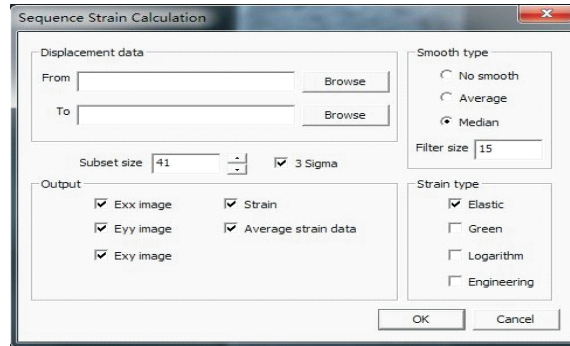 Sequence Strain Calculation
Displacement data
From
Browse
To
Browse
Subset size 41
3 Sigma
Smooth type
No smooth
Average
Median
Filter size 15
Output
Exx image
Strain
Eyy image
Average strain data
Exy image
Strain type
Elastic
Green
Logarithm
Engineering
OK
Cancel